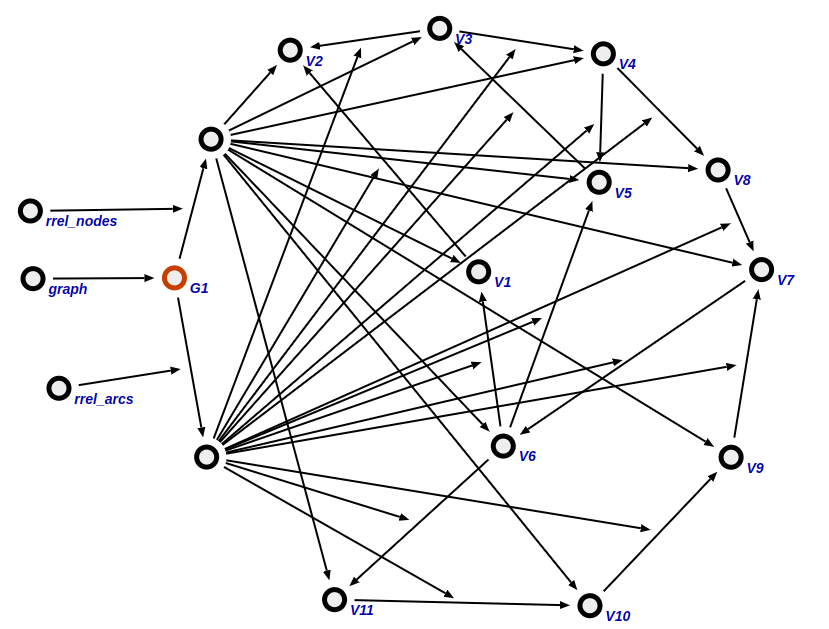 V3
V2
V4
V8
V5
rrel_nodes
V7
V1
graph
G1
rrel_arcs
V6
V9
V11
V10